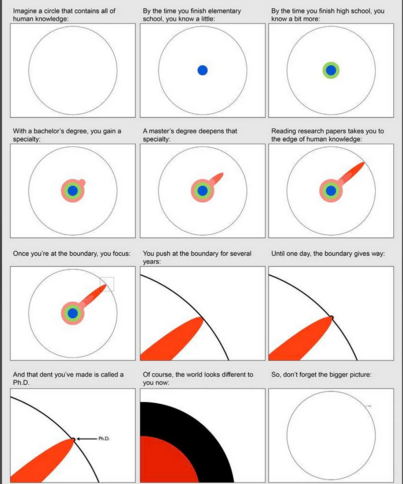 Imagine a circle that contains all of
human knowledge:
By the time you finish elementary
school, you know a little:
By the time you finish high school, you
know a bit more:
With a bachelor's degree, you gain a
specialty:
A master's degree deepens that
specialty:
Reading research papers takes you to
the edge of human knowledge:
Once you're at the boundary, you focus:
You push at the boundary for several
years:
Until one day, the boundary gives way:
And that dent you've made is called a
Ph.D.
Ph.D.
Of course, the world looks different to
you now:
So, don't forget the bigger picture: